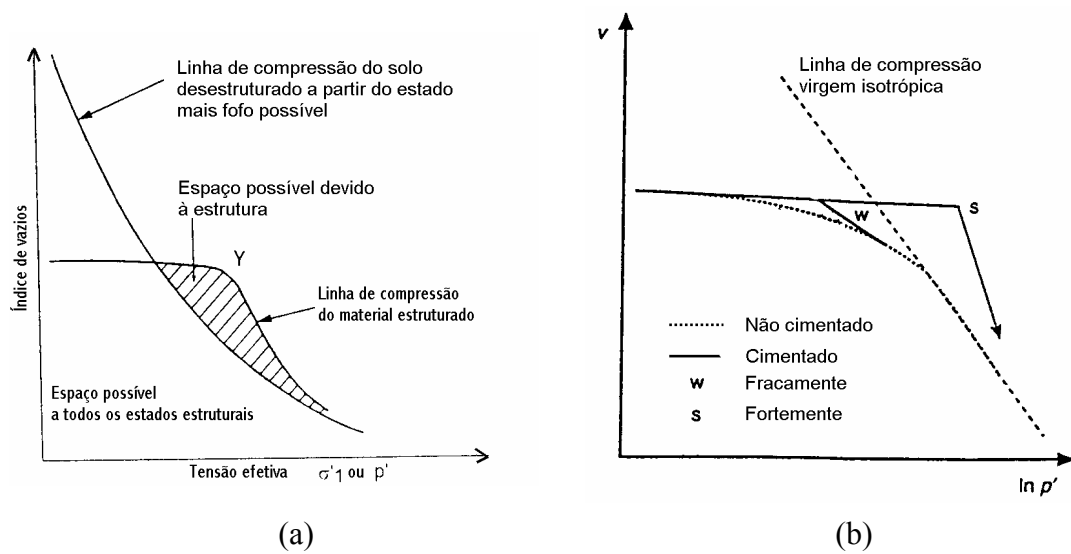 Linha de compressão do solo
desestruturado a partir do estado
mais fofo possível
Espaço possível devido
à estrutura
Y
Linha de compressão
do material estruturado
Índice de vazios
Espaço possível
a todos os estados estruturais
Tensão efetiva σ'1 ou p'
(a)
v
Linha de compressão
virgem isotrópica
w
s
Não cimentado
Cimentado
w Fracamente
s Fortemente
ln p'
(b)